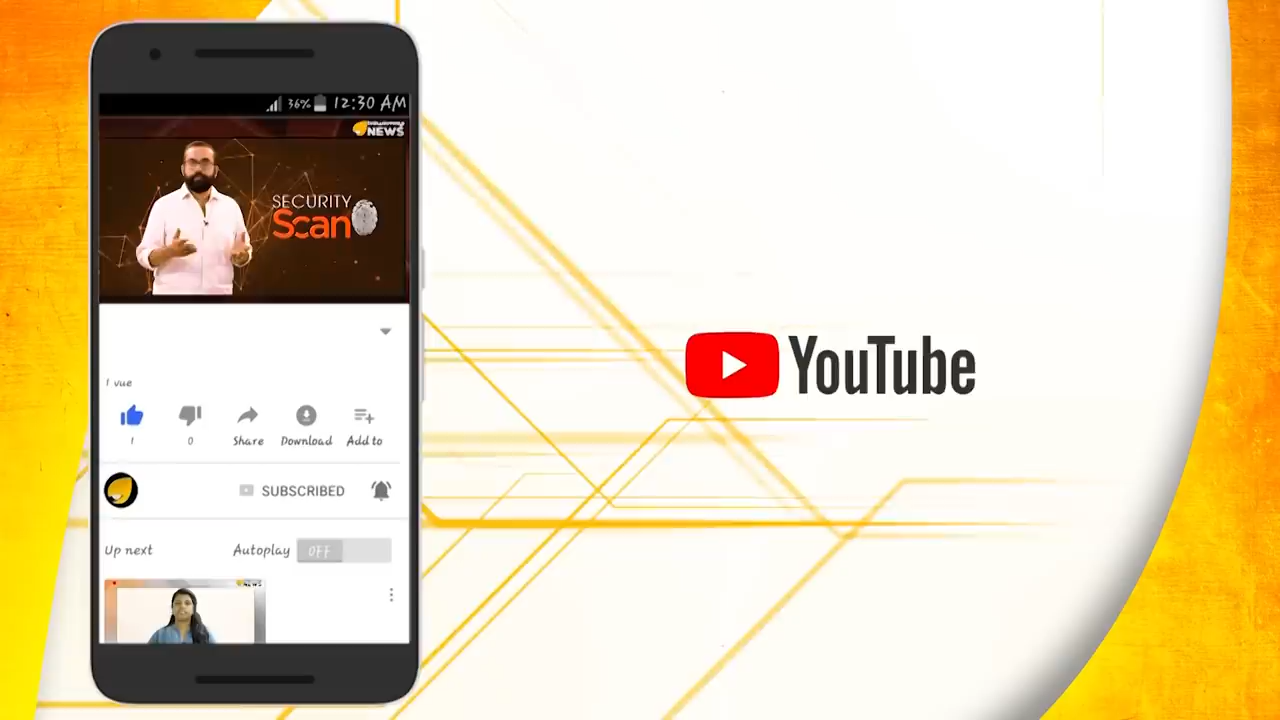 36% 12:30 AM
NEWS
SECURITY
Scan
1 vue
1
0
Share
Download
Add to
SUBSCRIBED
Up next
Autoplay
OFF
NEWS
YouTube